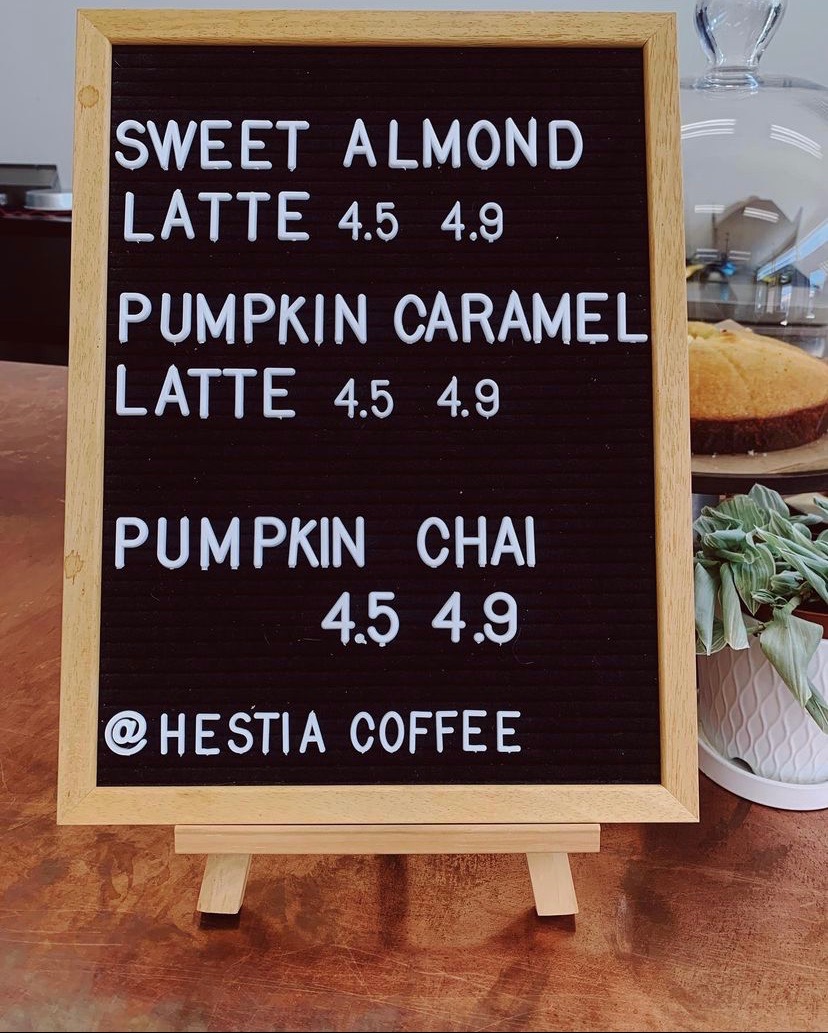 SWEET ALMOND
LATTE 4.5 4.9
PUMPKIN CARAMEL
LATTE 4.5 4.9
PUMPKIN CHAI
4.5 4.9
@HESTIA COFFEE